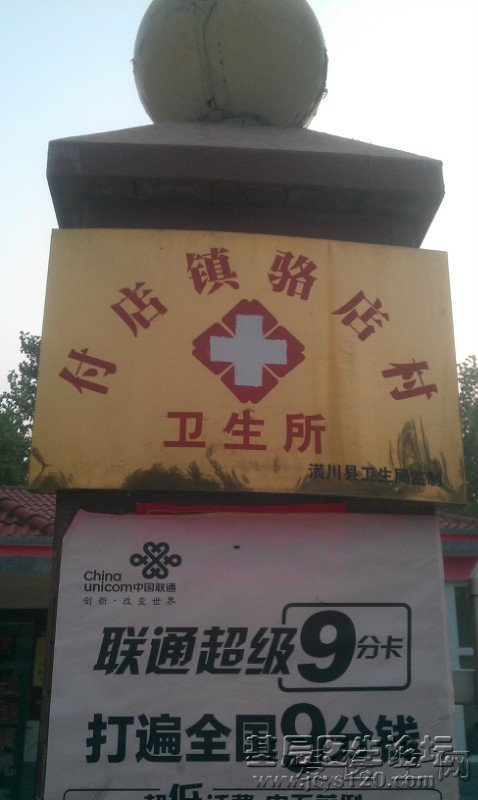 付店镇骆店村
卫生所
潢川县卫生局监制
China
unicom中国联通
创新·改变世界
联通超级9分卡
打遍全国9分钱
基层医生论坛网
www.jcys120.com